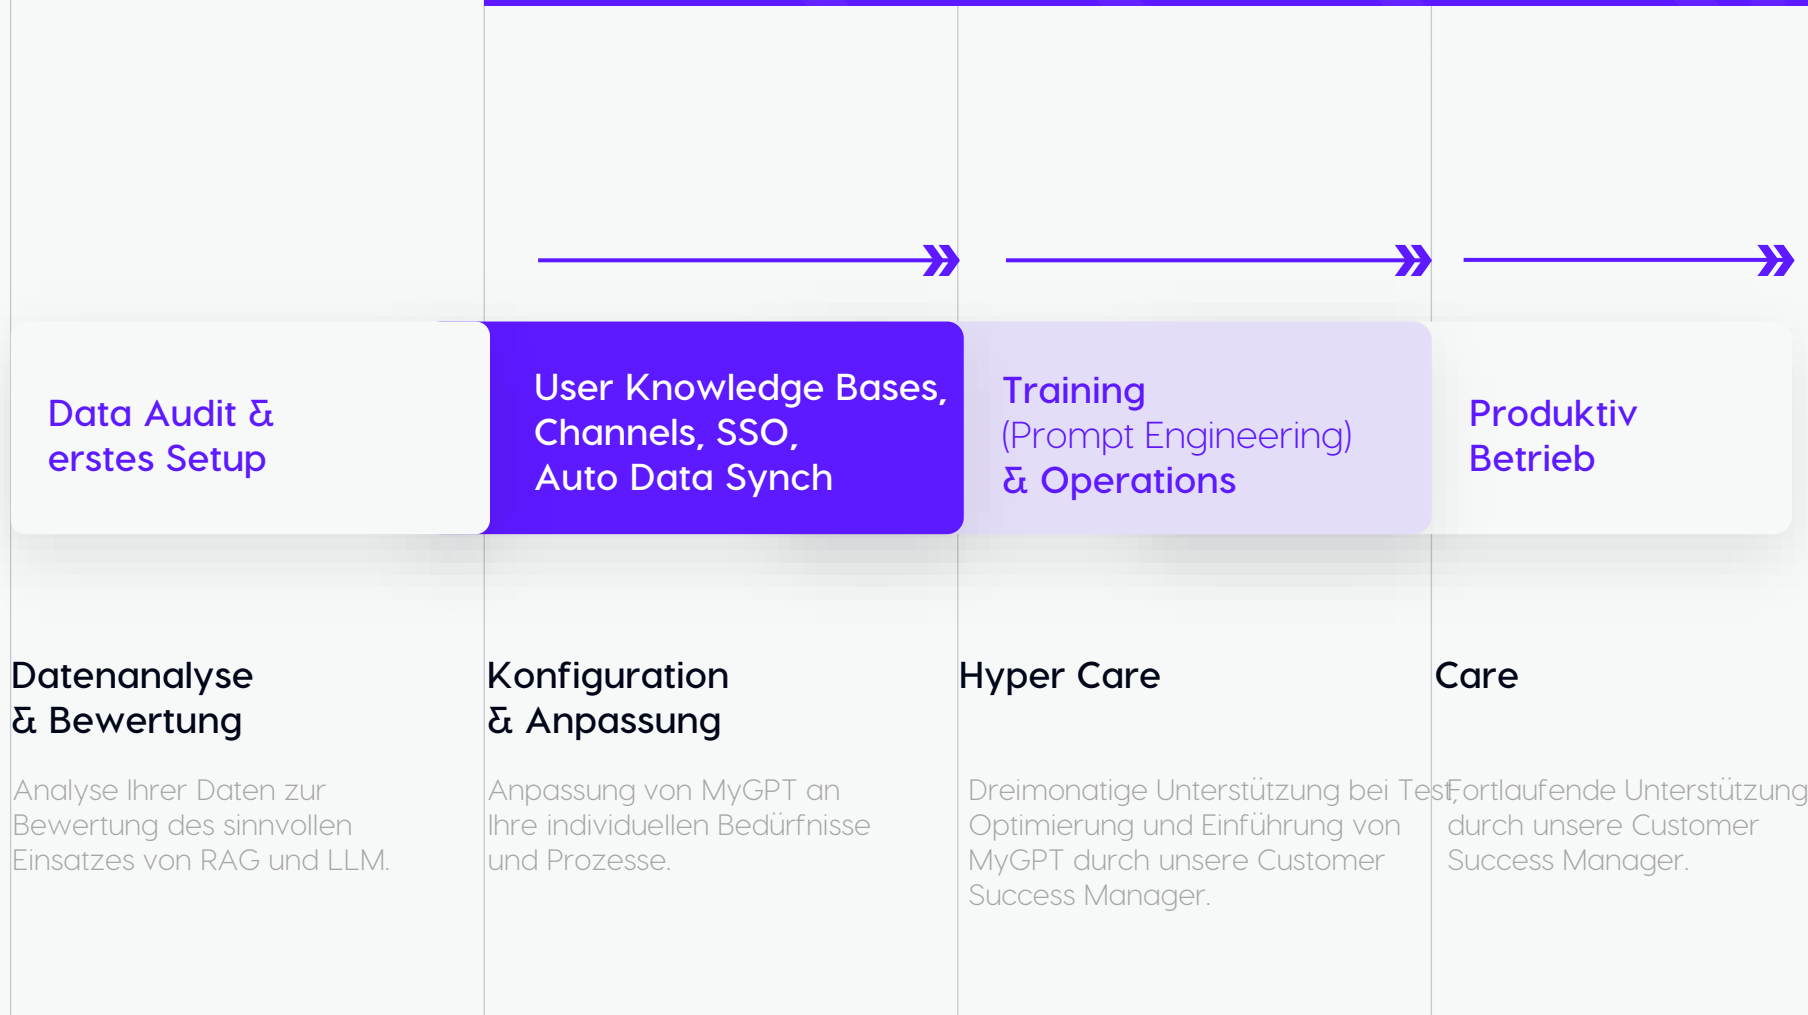 Data Audit &
erstes Setup
User Knowledge Bases,
Channels, SSO,
Auto Data Synch
Training
(Prompt Engineering)
& Operations
Produktiv
Betrieb
Datenanalyse
& Bewertung
Analyse Ihrer Daten zur
Bewertung des sinnvollen
Einsatzes von RAG und LLM.
Konfiguration
& Anpassung
Anpassung von MyGPT an
Ihre individuellen Bedürfnisse
und Prozesse.
Hyper Care
Dreimonatige Unterstützung bei Test,
Optimierung und Einführung von
MyGPT durch unsere Customer
Success Manager.
Care
Fortlaufende Unterstützung
durch unsere Customer
Success Manager.